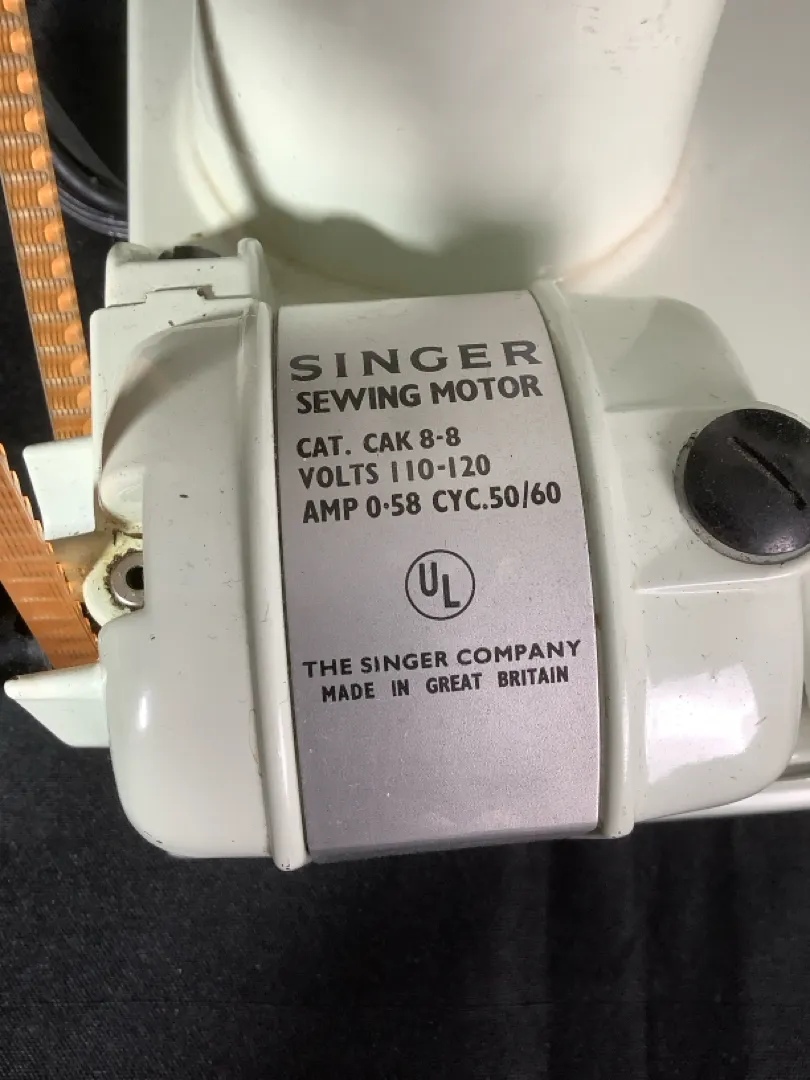 SINGER
SEWING MOTOR
CAT. CAK 8-8
VOLTS 110-120
AMP 0·58 CYC.50/60
UL
THE SINGER COMPANY
MADE IN GREAT BRITAIN